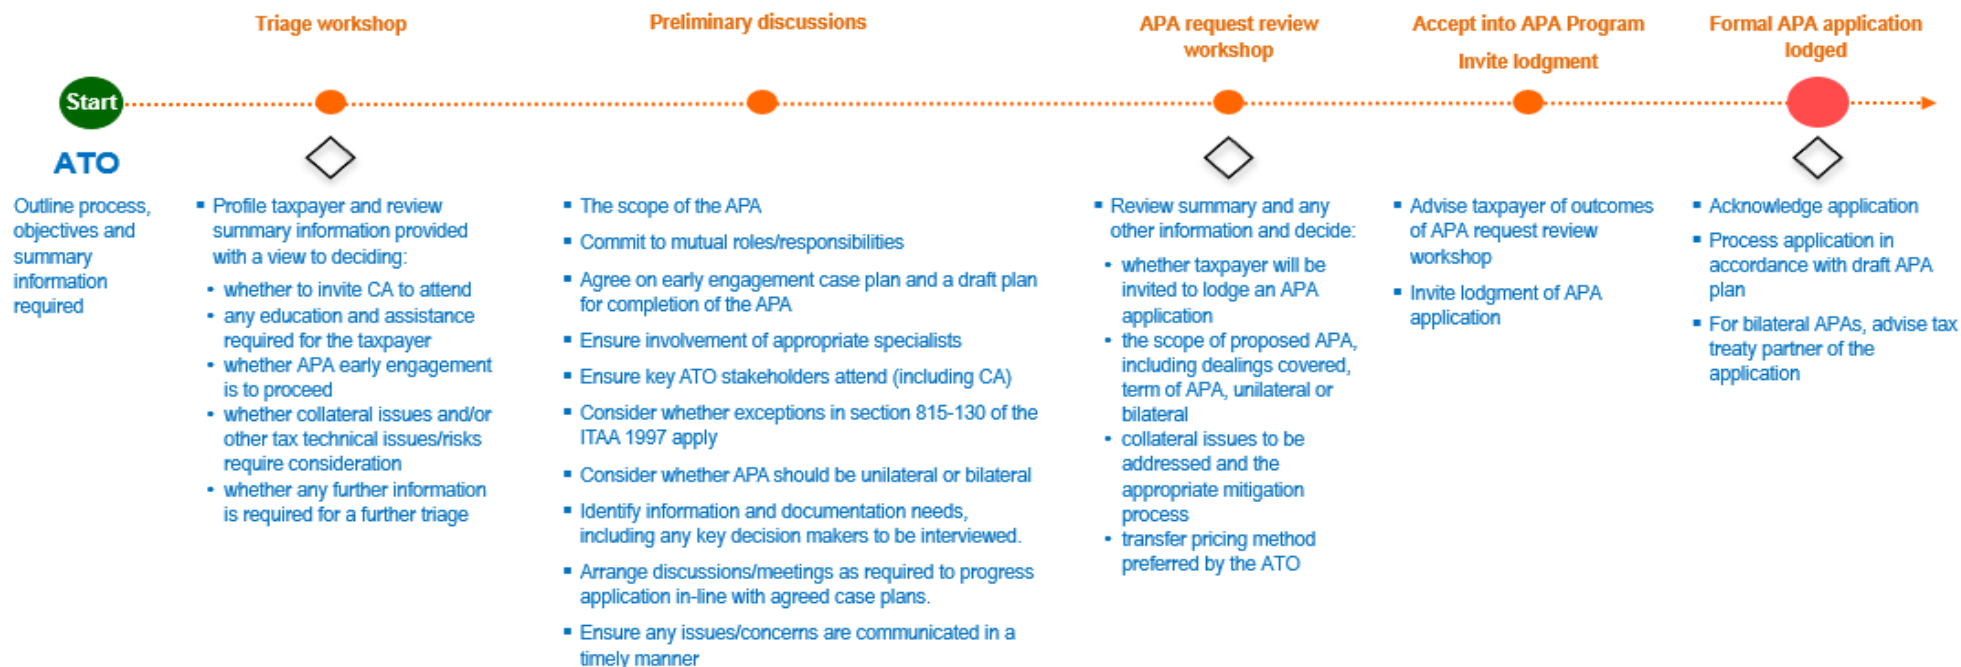 Triage workshop
Preliminary discussions
APA request review
workshop
Accept into APA Program
Invite lodgment
Formal APA application
lodged
Start
ATO
Outline process,
objectives and
summary
information
required
▪ Profile taxpayer and review
summary information provided
with a view to deciding:
• whether to invite CA to attend
• any education and assistance
required for the taxpayer
• whether APA early engagement
is to proceed
• whether collateral issues and/or
other tax technical issues/risks
require consideration
• whether any further information
is required for a further triage
▪ The scope of the APA
▪ Commit to mutual roles/responsibilities
▪ Agree on early engagement case plan and a draft plan
for completion of the APA
▪ Ensure involvement of appropriate specialists
▪ Ensure key ATO stakeholders attend (including CA)
▪ Consider whether exceptions in section 815-130 of the
ITAA 1997 apply
▪ Consider whether APA should be unilateral or bilateral
▪ Identify information and documentation needs,
including any key decision makers to be interviewed.
▪ Arrange discussions/meetings as required to progress
application in-line with agreed case plans.
▪ Ensure any issues/concerns are communicated in a
timely manner
▪ Review summary and any
other information and decide:
• whether taxpayer will be
invited to lodge an APA
application
• the scope of proposed APA,
including dealings covered,
term of APA, unilateral or
bilateral
• collateral issues to be
addressed and the
appropriate mitigation
process
• transfer pricing method
preferred by the ATO
▪ Advise taxpayer of outcomes
of APA request review
workshop
▪ Invite lodgment of APA
application
▪ Acknowledge application
▪ Process application in
accordance with draft APA
plan
▪ For bilateral APAs, advise tax
treaty partner of the
application